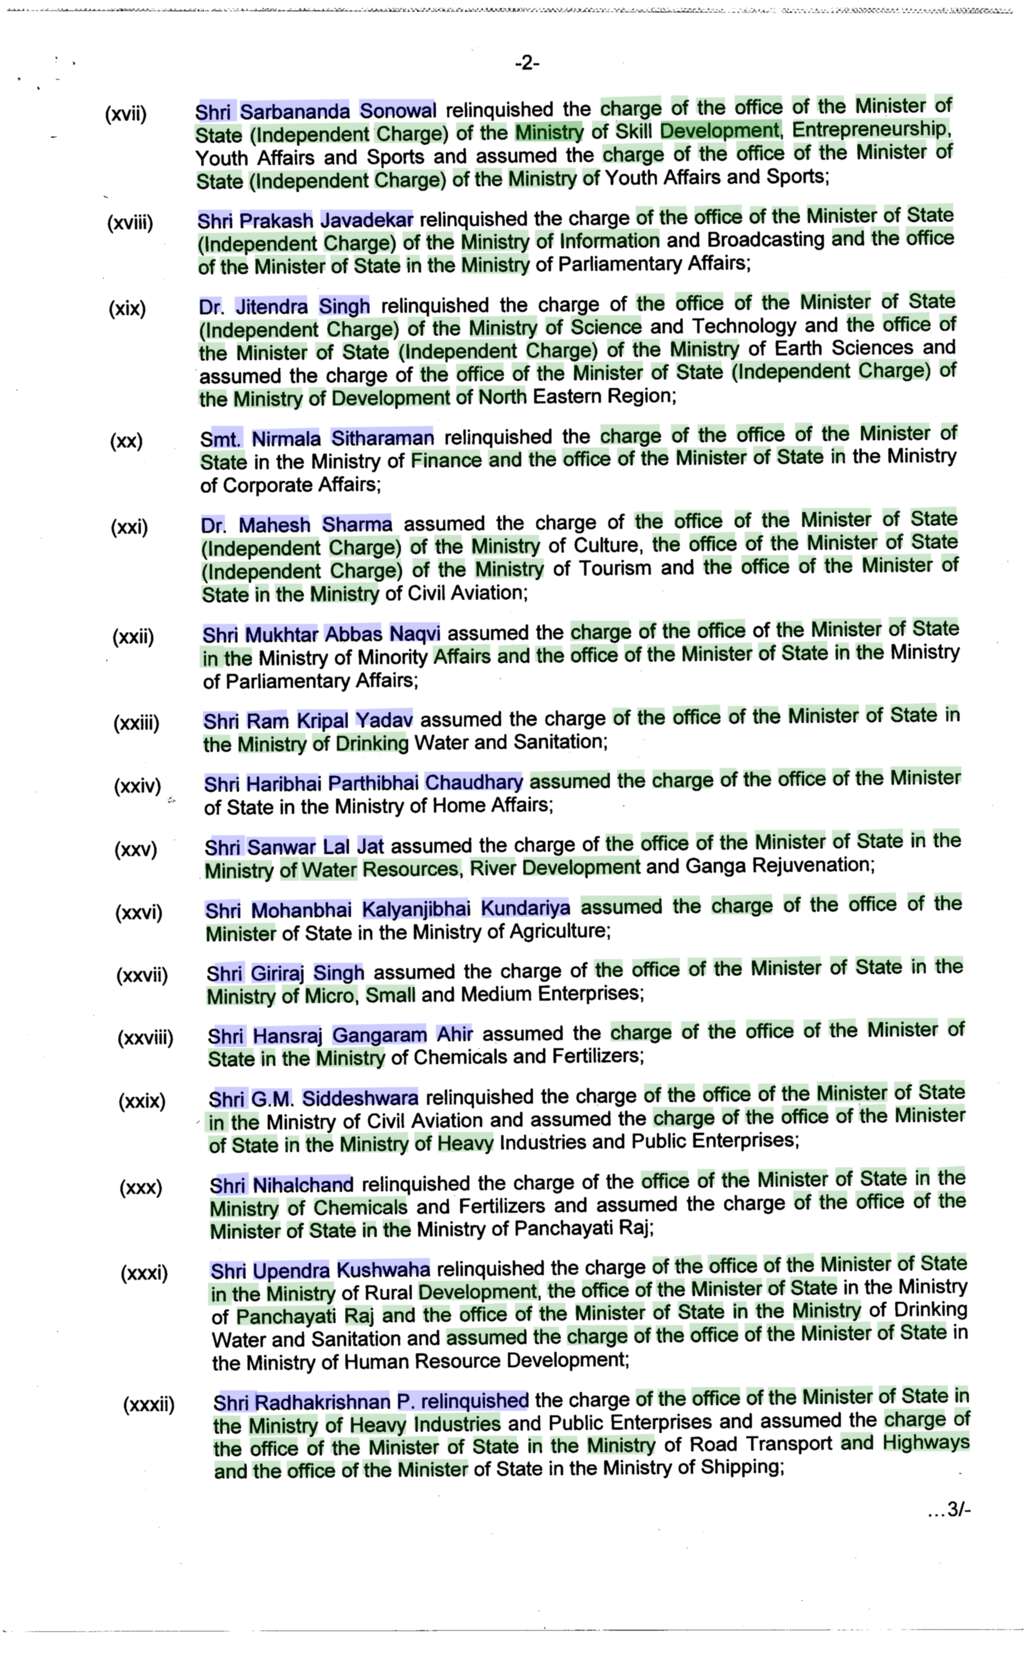 -2-
(xvii) Shri Sarbananda Sonowal relinquished the charge of the office of the Minister of
State (Independent Charge) of the Ministry of Skill Development, Entrepreneurship,
Youth Affairs and Sports and assumed the charge of the office of the Minister of
State (Independent Charge) of the Ministry of Youth Affairs and Sports;
(xviii) Shri Prakash Javadekar relinquished the charge of the office of the Minister of State
(Independent Charge) of the Ministry of Information and Broadcasting and the office
of the Minister of State in the Ministry of Parliamentary Affairs;
(xix) Dr. Jitendra Singh relinquished the charge of the office of the Minister of State
(Independent Charge) of the Ministry of Science and Technology and the office of
the Minister of State (Independent Charge) of the Ministry of Earth Sciences and
assumed the charge of the office of the Minister of State (Independent Charge) of
the Ministry of Development of North Eastern Region;
(xx) Smt. Nirmala Sitharaman relinquished the charge of the office of the Minister of
State in the Ministry of Finance and the office of the Minister of State in the Ministry
of Corporate Affairs;
(xxi) Dr. Mahesh Sharma assumed the charge of the office of the Minister of State
(Independent Charge) of the Ministry of Culture, the office of the Minister of State
(Independent Charge) of the Ministry of Tourism and the office of the Minister of
State in the Ministry of Civil Aviation;
(xxii) Shri Mukhtar Abbas Naqvi assumed the charge of the office of the Minister of State
in the Ministry of Minority Affairs and the office of the Minister of State in the Ministry
of Parliamentary Affairs;
(xxiii) Shri Ram Kripal Yadav assumed the charge of the office of the Minister of State in
the Ministry of Drinking Water and Sanitation;
(xxiv) Shri Haribhai Parthibhai Chaudhary assumed the charge of the office of the Minister
of State in the Ministry of Home Affairs;
(xxv) Shri Sanwar Lal Jat assumed the charge of the office of the Minister of State in the
Ministry of Water Resources, River Development and Ganga Rejuvenation;
(xxvi) Shri Mohanbhai Kalyanjibhai Kundariya assumed the charge of the office of the
Minister of State in the Ministry of Agriculture;
(xxvii) Shri Giriraj Singh assumed the charge of the office of the Minister of State in the
Ministry of Micro, Small and Medium Enterprises;
(xxviii) Shri Hansraj Gangaram Ahir assumed the charge of the office of the Minister of
State in the Ministry of Chemicals and Fertilizers;
(xxix) Shri G.M. Siddeshwara relinquished the charge of the office of the Minister of State
in the Ministry of Civil Aviation and assumed the charge of the office of the Minister
of State in the Ministry of Heavy Industries and Public Enterprises;
(xxx) Shri Nihalchand relinquished the charge of the office of the Minister of State in the
Ministry of Chemicals and Fertilizers and assumed the charge of the office of the
Minister of State in the Ministry of Panchayati Raj;
(xxxi) Shri Upendra Kushwaha relinquished the charge of the office of the Minister of State
in the Ministry of Rural Development, the office of the Minister of State in the Ministry
of Panchayati Raj and the office of the Minister of State in the Ministry of Drinking
Water and Sanitation and assumed the charge of the office of the Minister of State in
the Ministry of Human Resource Development;
(xxxii) Shri Radhakrishnan P. relinquished the charge of the office of the Minister of State in
the Ministry of Heavy Industries and Public Enterprises and assumed the charge of
the office of the Minister of State in the Ministry of Road Transport and Highways
and the office of the Minister of State in the Ministry of Shipping;
...3/-